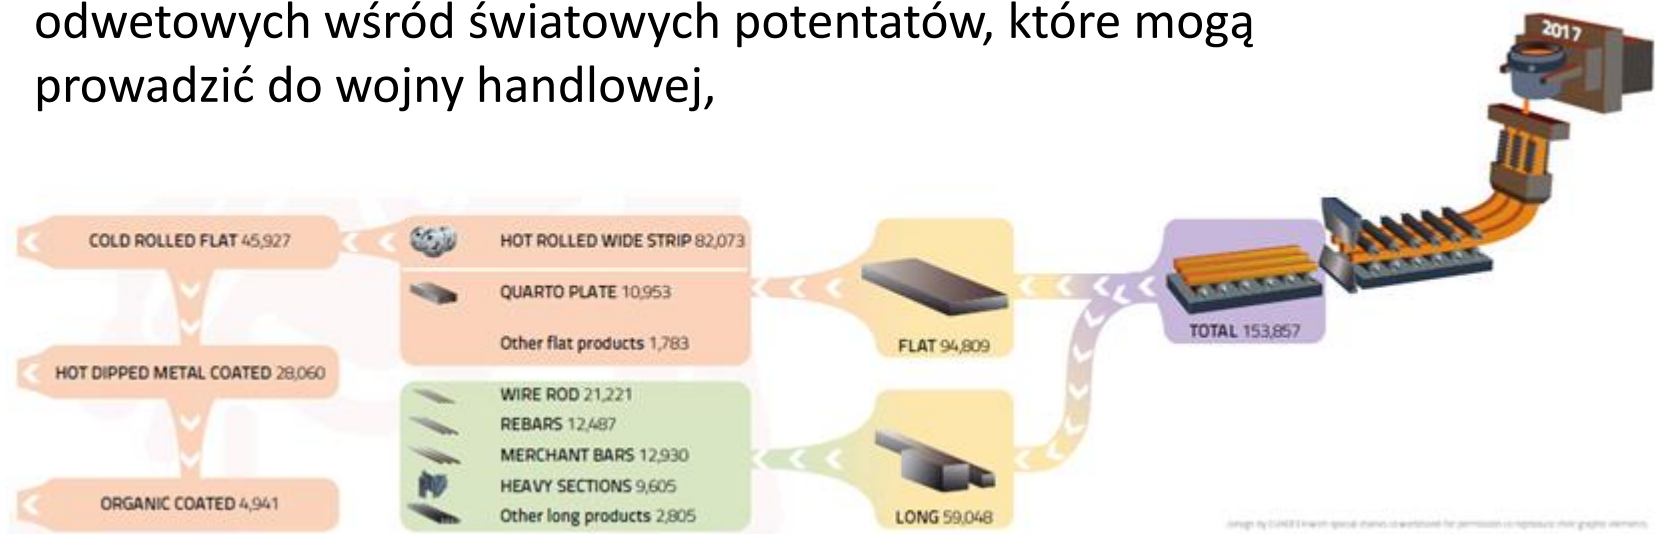 odwetowych wśród światowych potentatów, które mogą
prowadzić do wojny handlowej,
2017
COLD ROLLED FLAT 45,927
HOT DIPPED METAL COATED 28,060
ORGANIC COATED 4,941
HOT ROLLED WIDE STRIP 82,073
QUARTO PLATE 10,953
Other flat products 1,783
WIRE ROD 21,221
REBARS 12,487
MERCHANT BARS 12,930
HEAVY SECTIONS 9,605
Other long products 2,805
FLAT 94,809
LONG 59,048
TOTAL 153,857